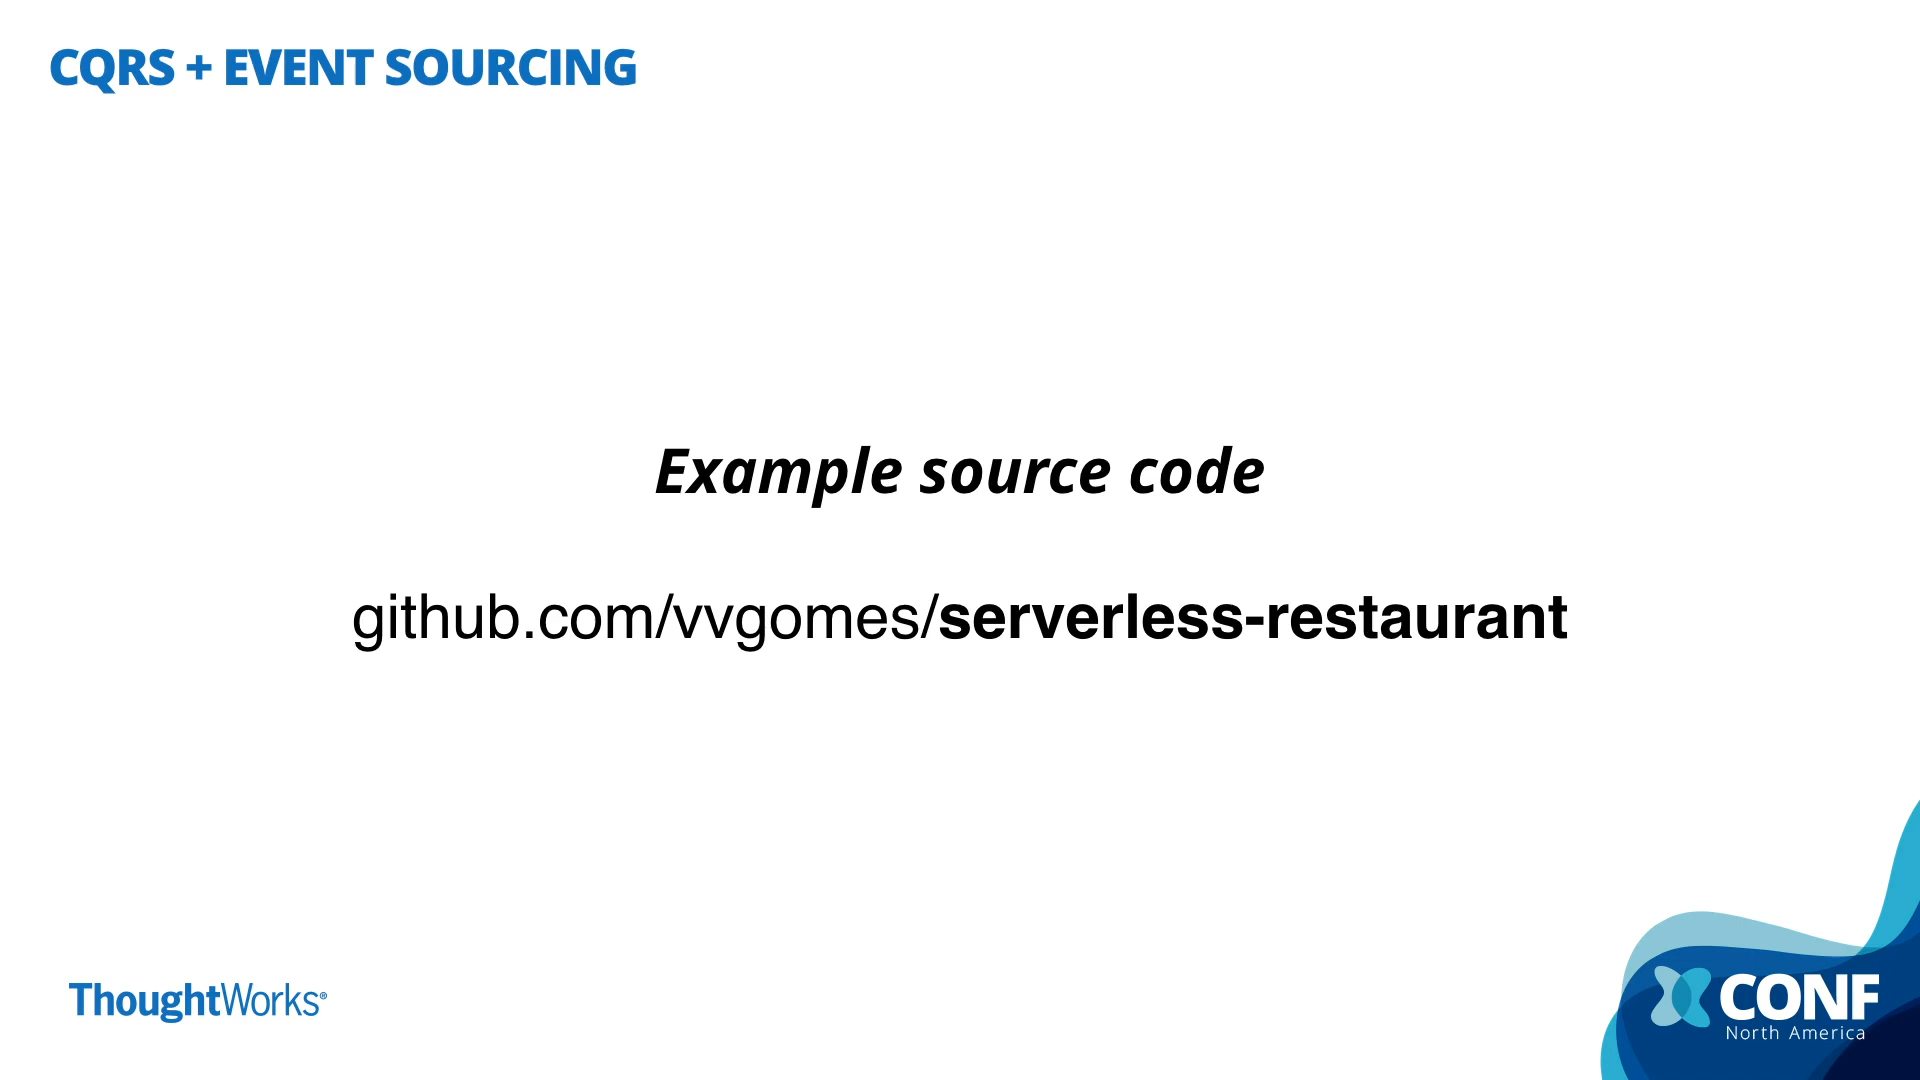 CQRS + EVENT SOURCING
Example source code
github.com/vvgomes/serverless-restaurant
ThoughtWorks®
XCONF
North America